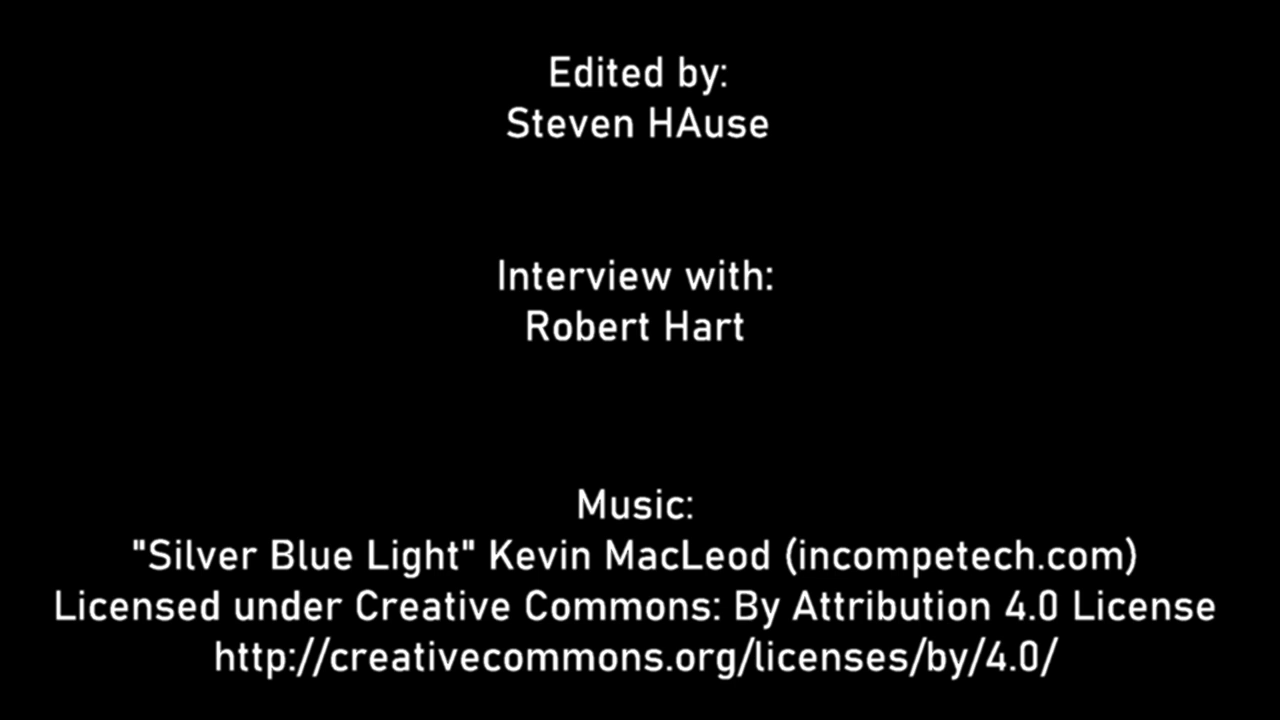 Edited by:
Steven HAuse
Interview with:
Robert Hart
Music:
"Silver Blue Light" Kevin MacLeod (incompetech.com)
Licensed under Creative Commons: By Attribution 4.0 License
http://creativecommons.org/licenses/by/4.0/